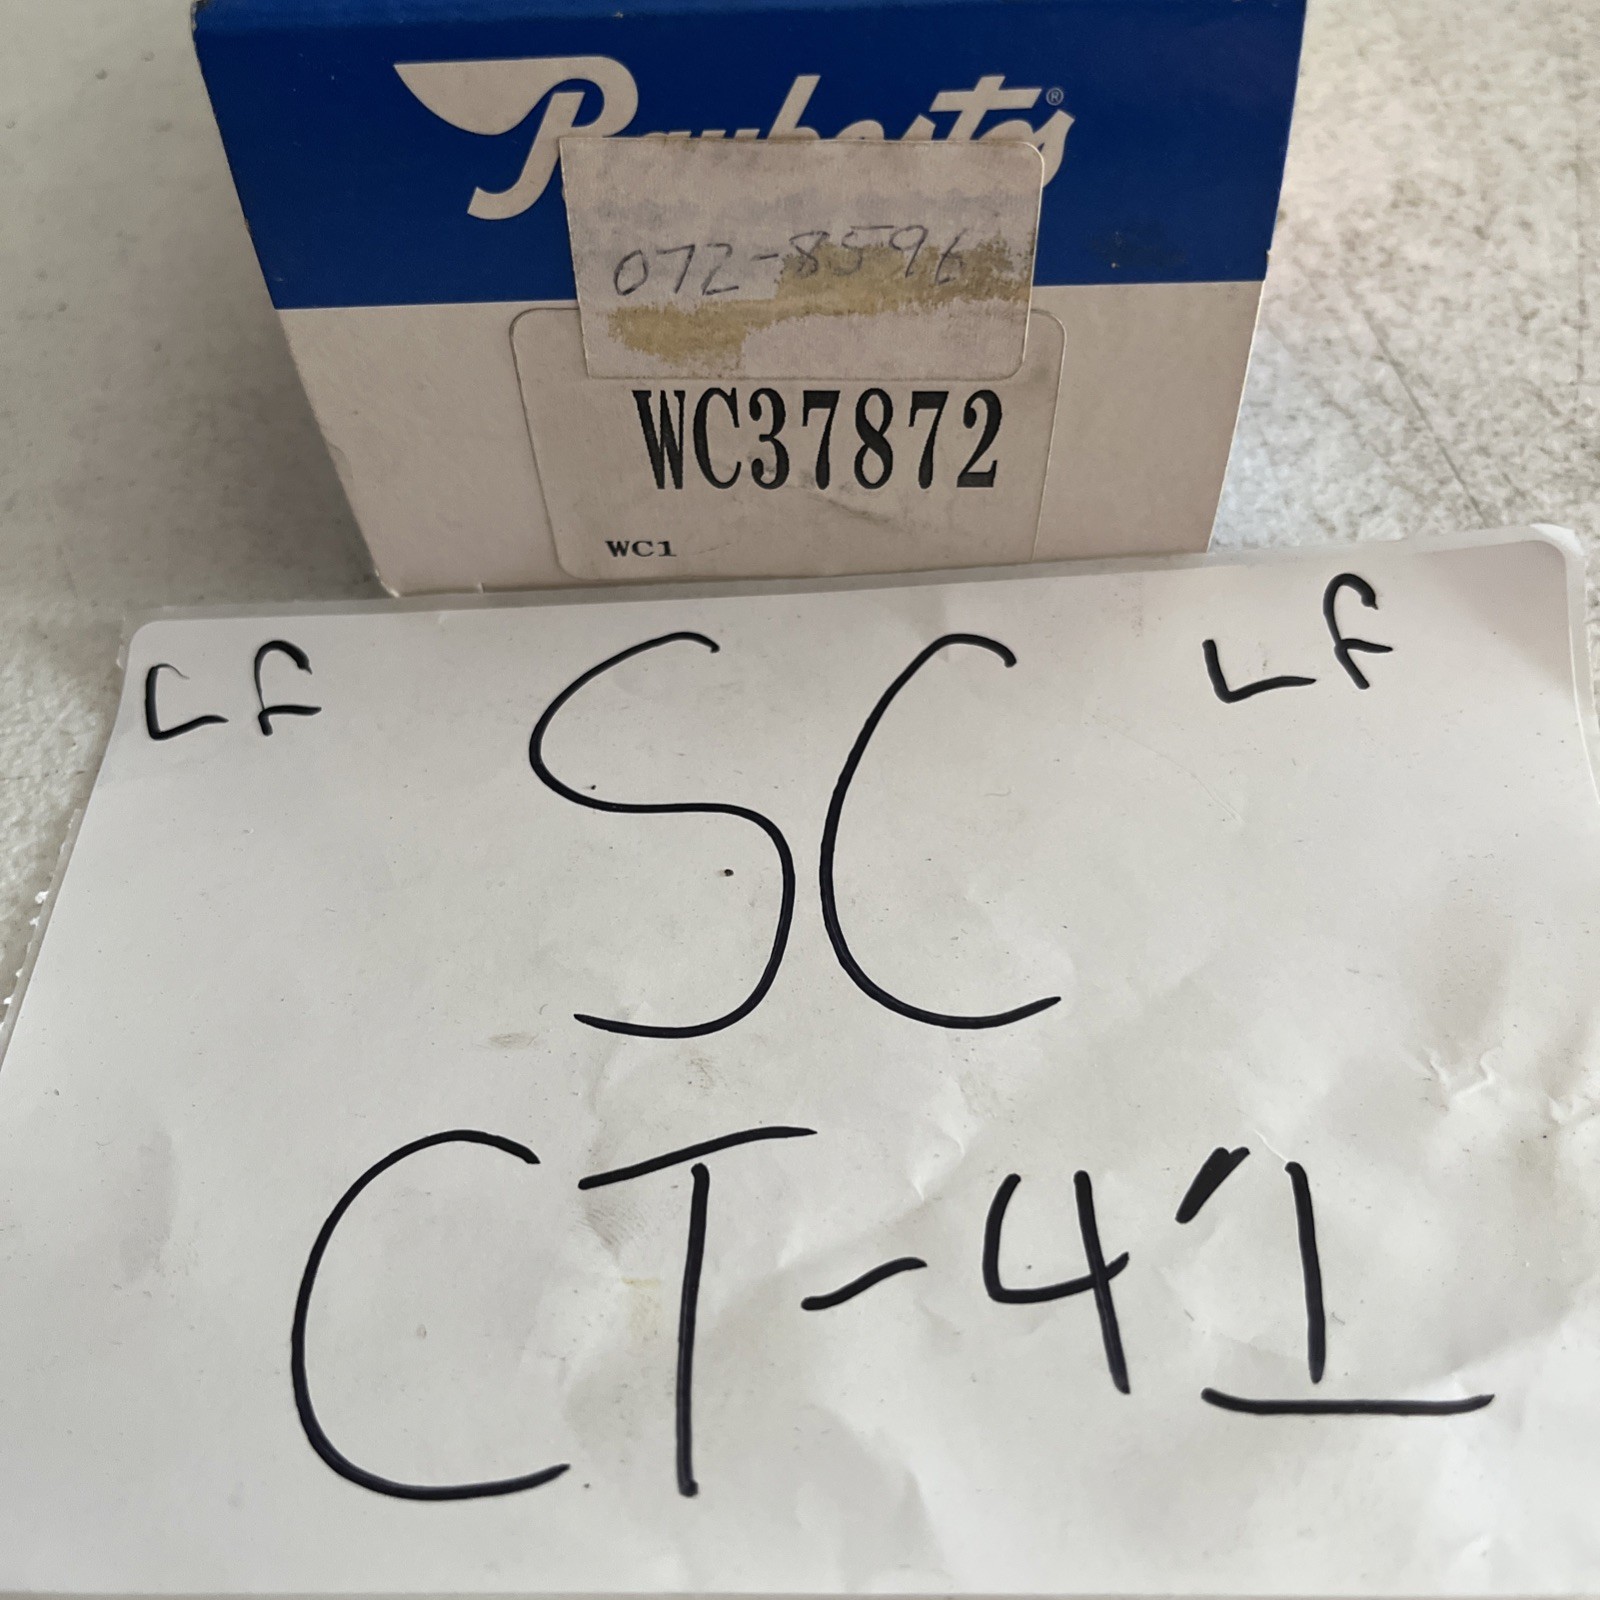 Raybestos®
072-8596
WC37872
WC1
LF SC LF
CT-41